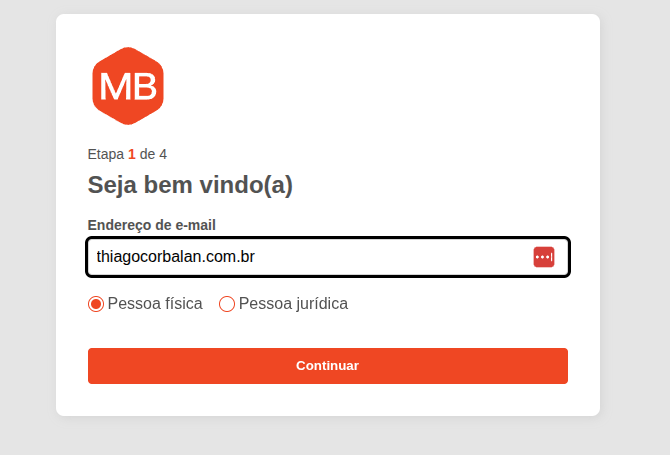 MB
Etapa 1 de 4
Seja bem vindo(a)
Endereço de e-mail
thiagocorbalan.com.br
Pessoa física Pessoa jurídica
Continuar